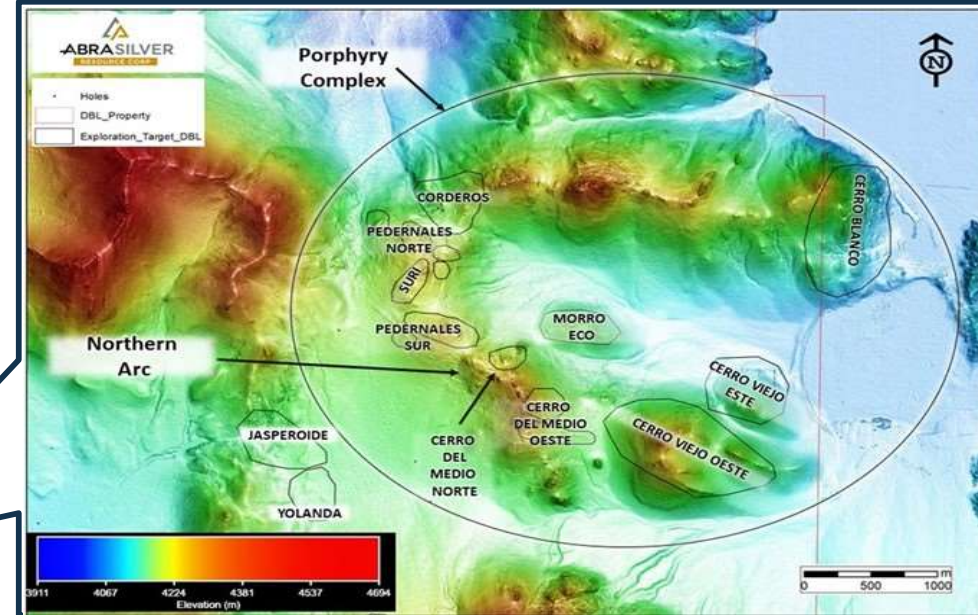 ABRASILVER
RESOURCE CORP
Holes
DBL_Property
Exploration_Target_DBL
Porphyry
Complex
N
CORDEROS
PEDERNALES
NORTE
SURI
CERRO BLANCO
PEDERNALES
SUR
MORRO
ECO
Northern
Arc
CERRO VIEJO
ESTE
CERRO
DEL MEDIO
OESTE
CERRO VIEJO OESTE
JASPEROIDE
CERRO
DEL
MEDIO
NORTE
YOLANDA
3911 4067 4224 4381 4537 4694
Elevation (m)
m
0 500 1000